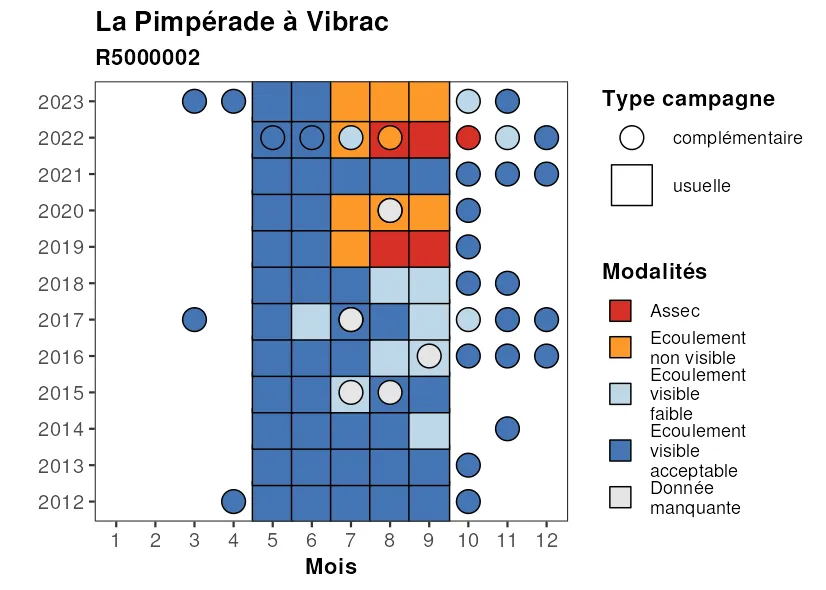 La Pimpérade à Vibrac
R5000002
2023
2022
2021
2020
2019
2018
2017
2016
2015
2014
2013
2012
1 2 3 4 5 6 7 8 9 10 11 12
Mois
Type campagne
complémentaire
usuelle
Modalités
Assec
Ecoulement
non visible
Ecoulement
visible
faible
Ecoulement
visible
acceptable
Donnée
manquante